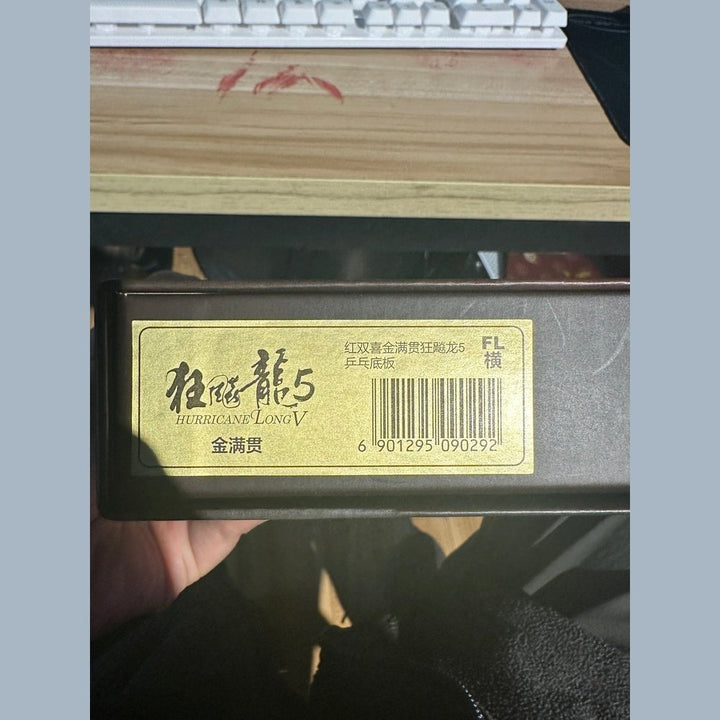 狂飚龍5
HURRICANE LONG V
金满贯
红双喜金满贯狂飚龙5
乒乓底板
FL
横
6 901295 090292